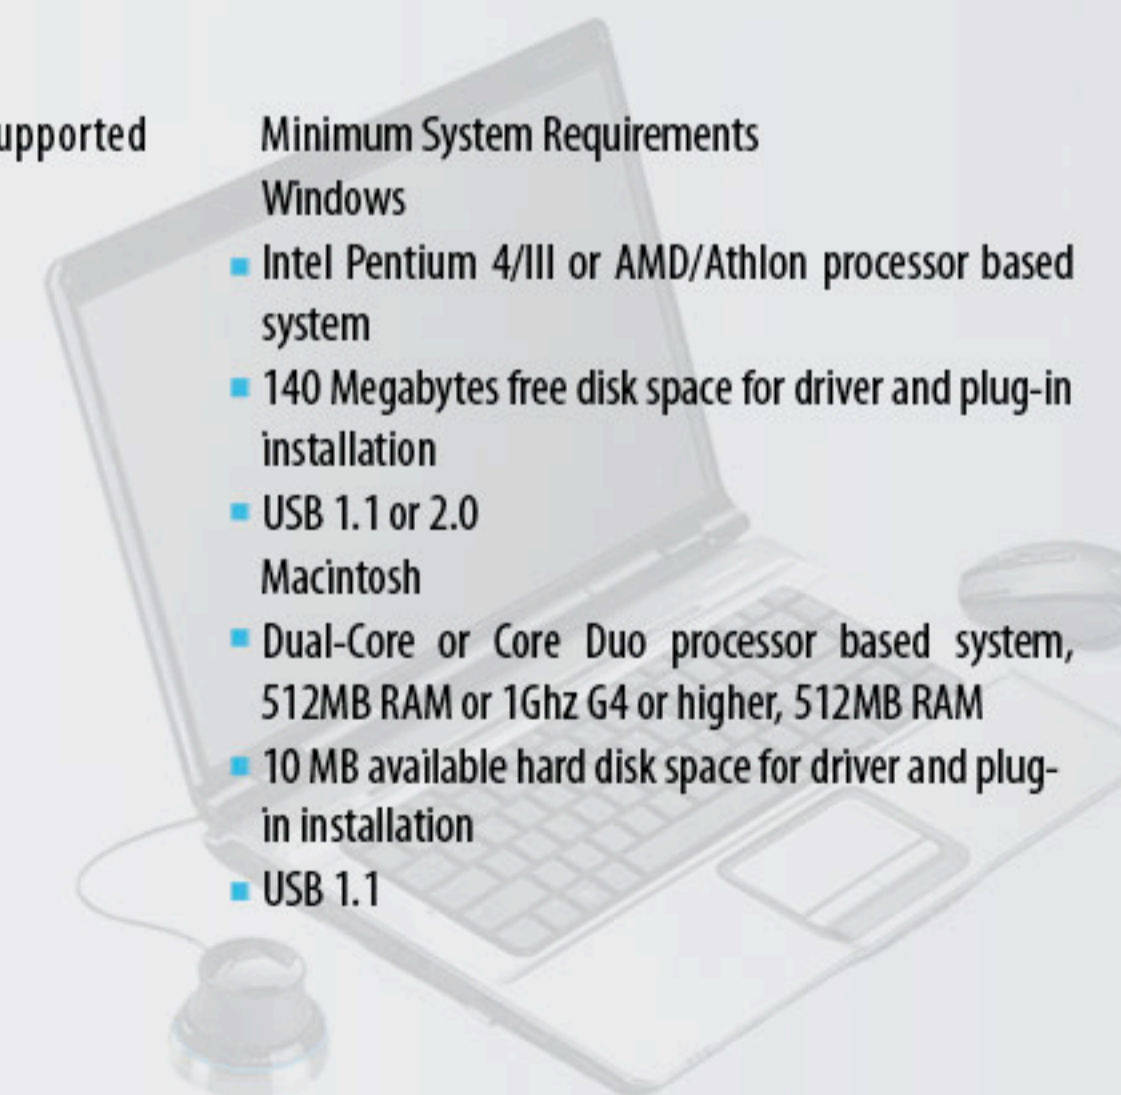 upported
Minimum System Requirements
Windows
Intel Pentium 4/III or AMD/Athlon processor based
system
140 Megabytes free disk space for driver and plug-in
installation
USB 1.1 or 2.0
Macintosh
Dual-Core or Core Duo processor based system,
512MB RAM or 1Ghz G4 or higher, 512MB RAM
10 MB available hard disk space for driver and plug-
in installation
USB 1.1